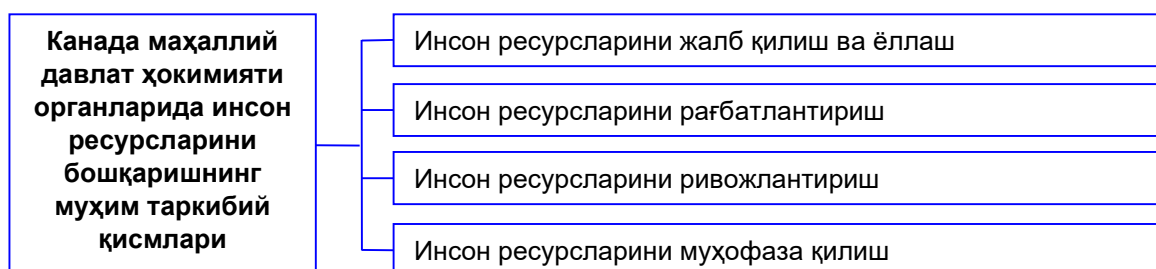 Канада маҳаллий
давлат ҳокимияти
органларида инсон
ресурсларини
бошқаришнинг
муҳим таркибий
қисмлари
Инсон ресурсларини жалб қилиш ва ёллаш
Инсон ресурсларини рағбатлантириш
Инсон ресурсларини ривожлантириш
Инсон ресурсларини муҳофаза қилиш